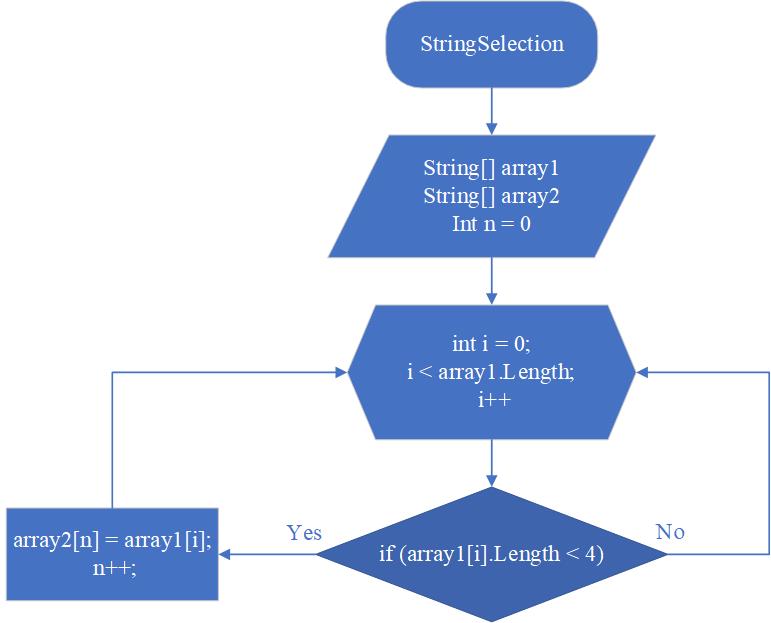 StringSelection
String[] array1
String[] array2
Int n = 0
int i = 0;
i < array1.Length;
i++
Yes
No
array2[n] = array1[i];
n++;
if (array1[i].Length < 4)